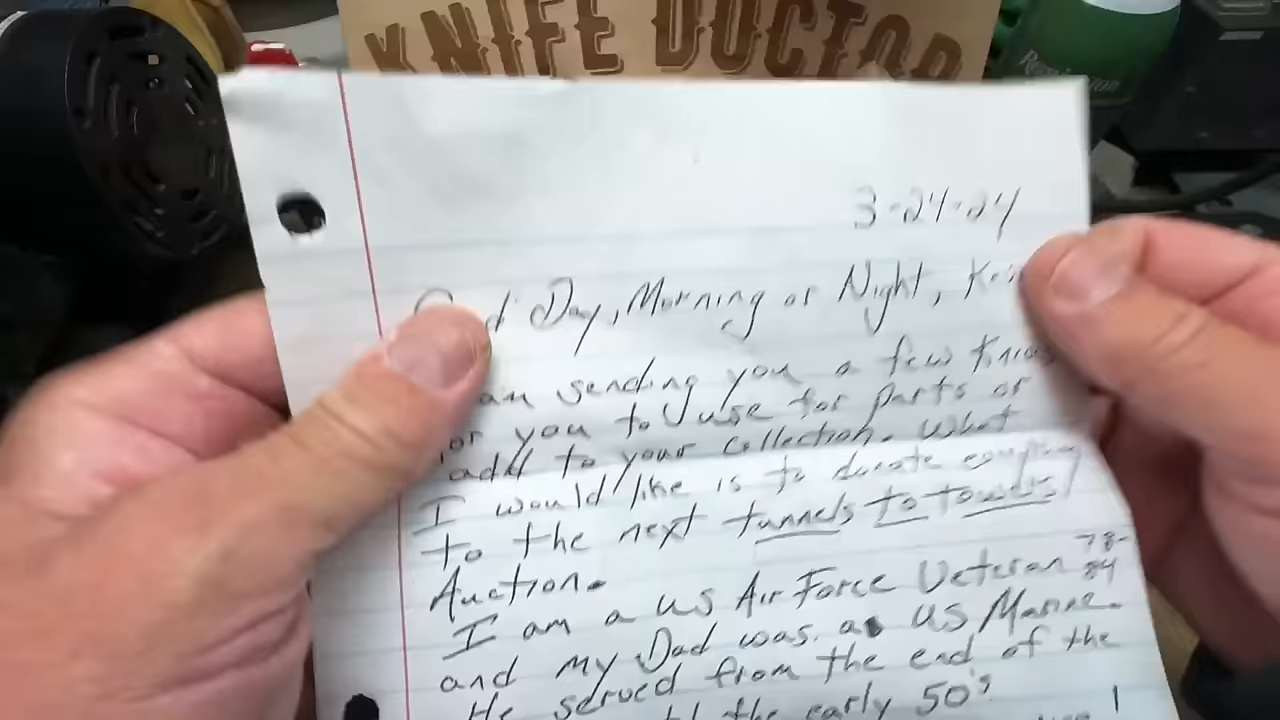 KNIFE DOCTOR
Remington
3-24-24
Day, Morning or Night,
am sending you a few
for you to use for parts or
add to your collection. What
I would like is to donate everything
to the next tunnels to towers
Auction.
I am a US Air Force Veteran 78-84
and my Dad was a US Marine.
He served from the end of the
the early 50's